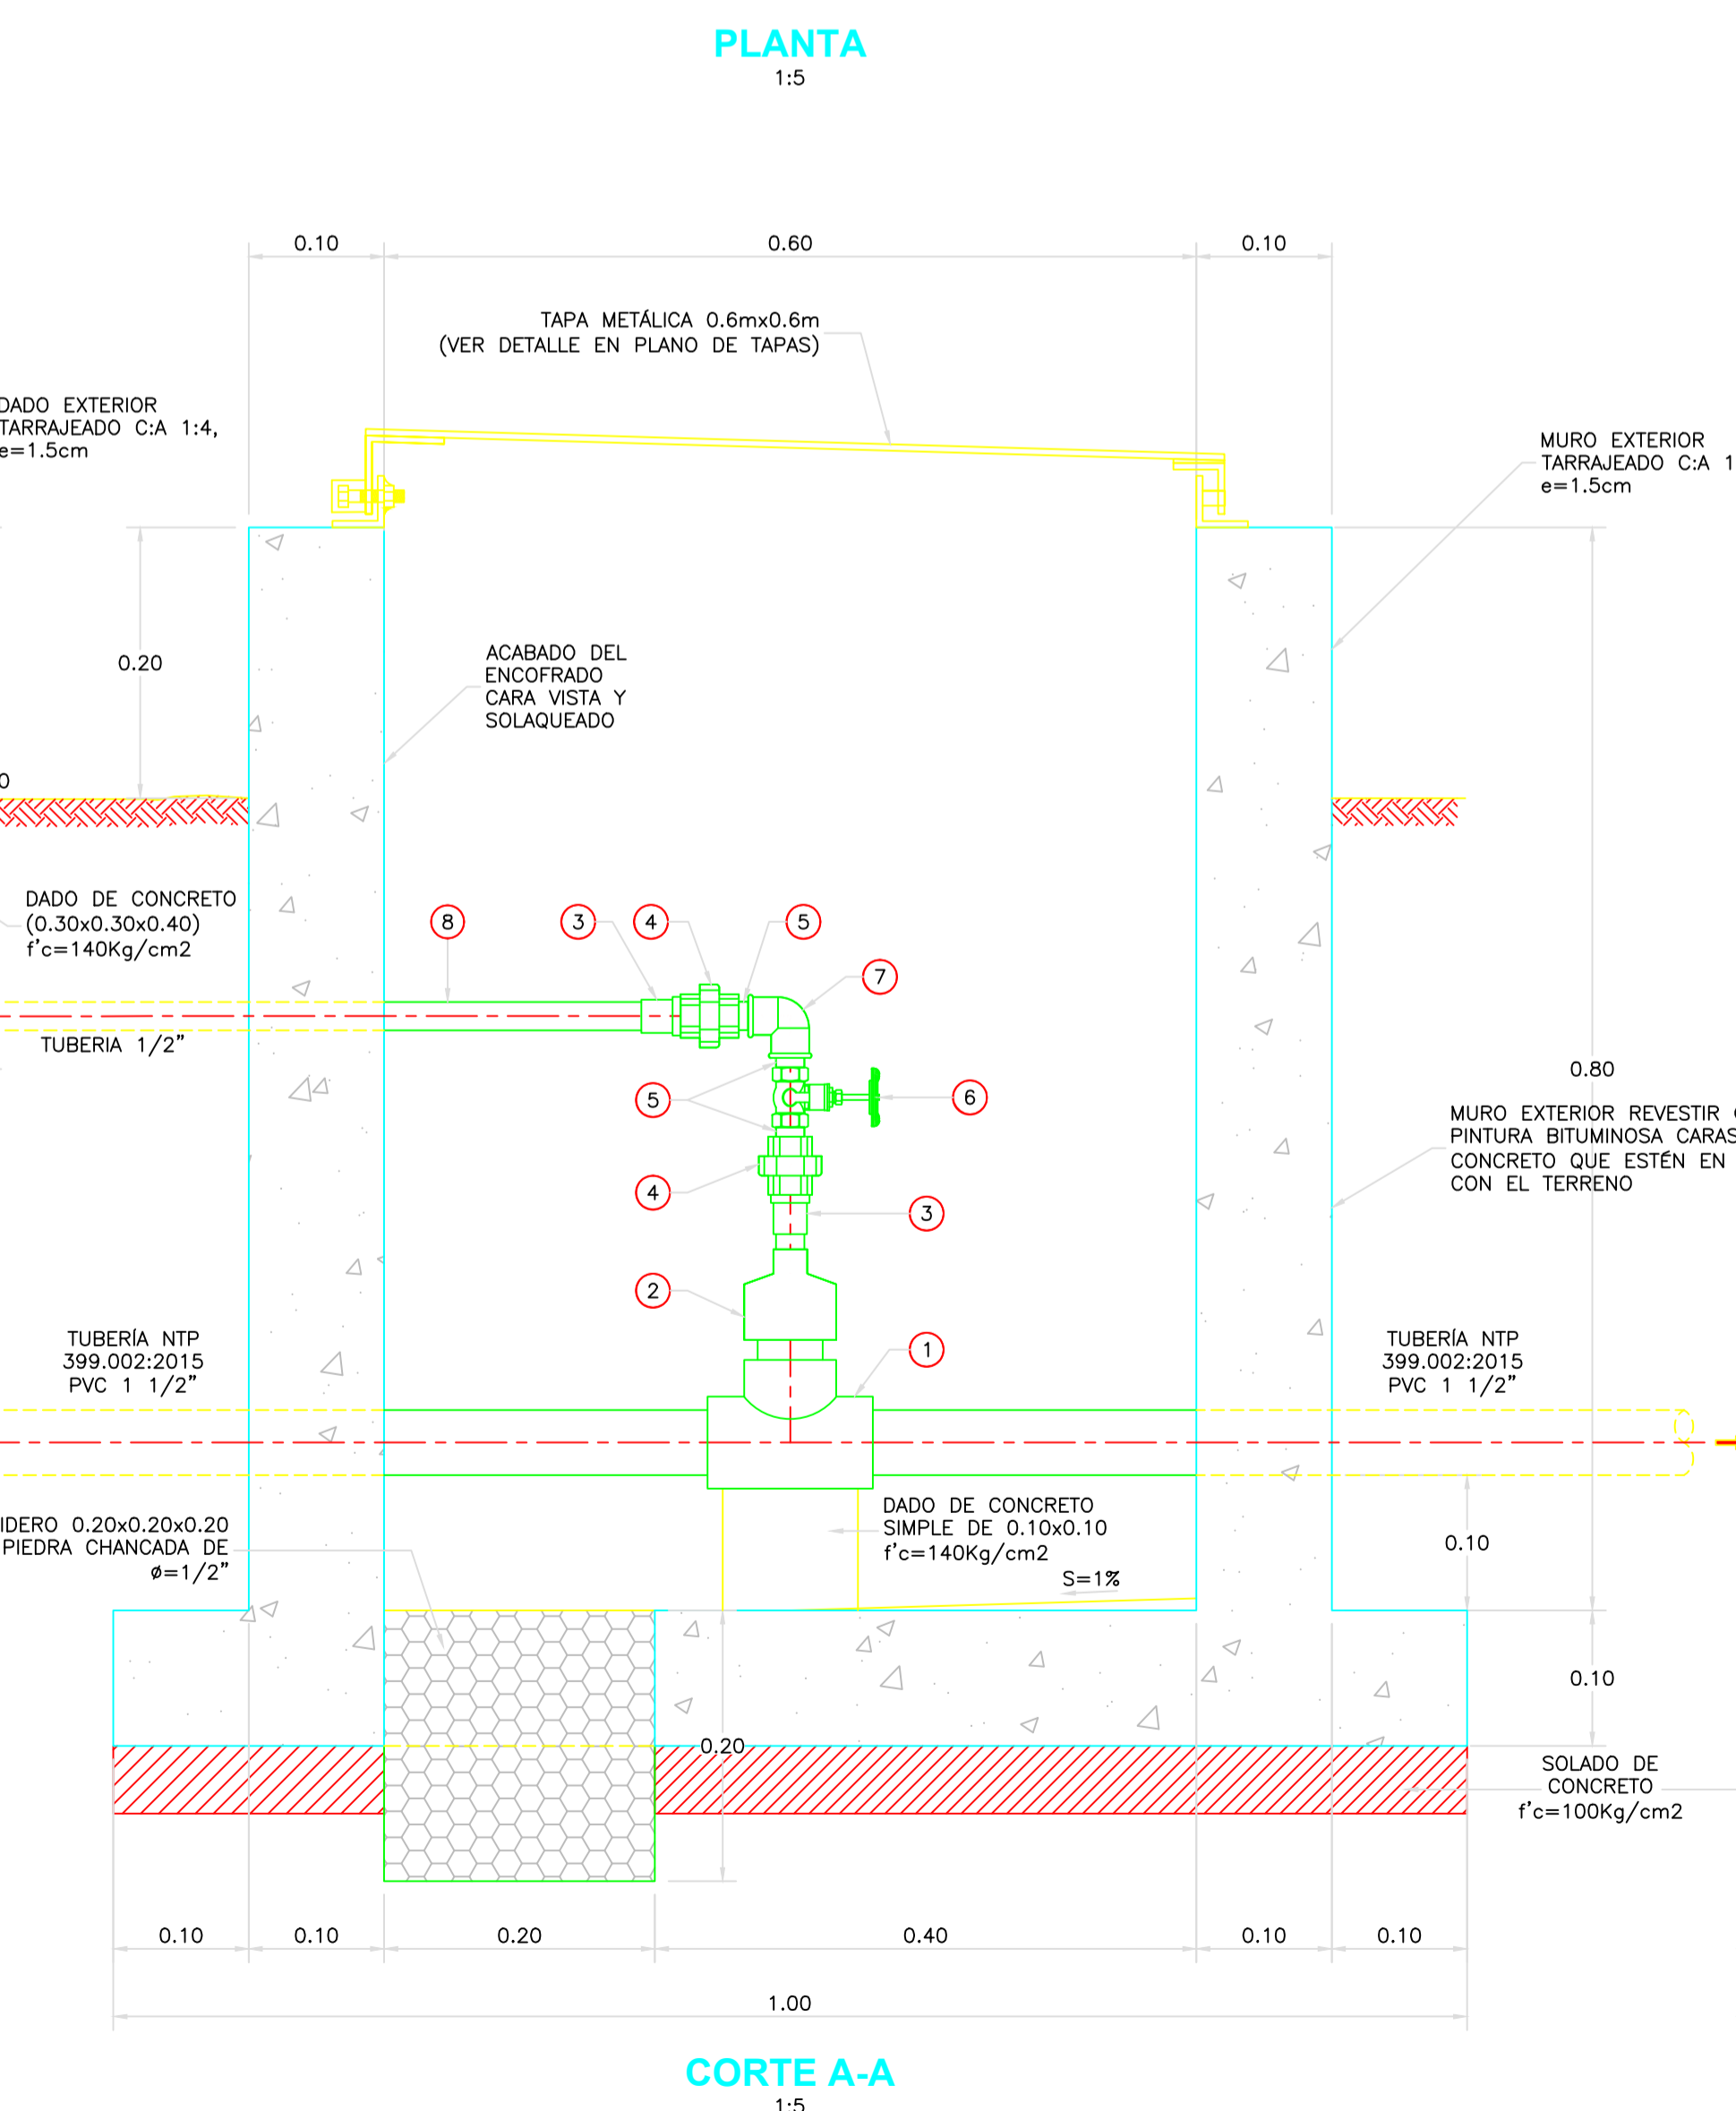 PLANTA
1:5
0.10
0.60
0.10
TAPA METÁLICA 0.6mx0.6m
(VER DETALLE EN PLANO DE TAPAS)
DADO EXTERIOR
TARRAJEADO C:A 1:4,
e=1.5cm
MURO EXTERIOR
TARRAJEADO C:A 1
e=1.5cm
0.20
ACABADO DEL
ENCOFRADO
CARA VISTA Y
SOLAQUEADO
0
DADO DE CONCRETO
(0.30x0.30x0.40)
f'c=140Kg/cm2
8
3
4
5
7
TUBERIA 1/2"
5
6
0.80
MURO EXTERIOR REVESTIR
PINTURA BITUMINOSA CARAS
CONCRETO QUE ESTÉN EN
CON EL TERRENO
4
3
2
1
TUBERÍA NTP
399.002:2015
PVC 1 1/2"
TUBERÍA NTP
399.002:2015
PVC 1 1/2"
IDERO 0.20x0.20x0.20
PIEDRA CHANCADA DE
ø=1/2"
DADO DE CONCRETO
SIMPLE DE 0.10x0.10
f'c=140Kg/cm2
S=1%
0.10
0.10
0.20
SOLADO DE
CONCRETO
f'c=100Kg/cm2
0.10
0.10
0.20
0.40
0.10
0.10
1.00
CORTE A-A
1:5